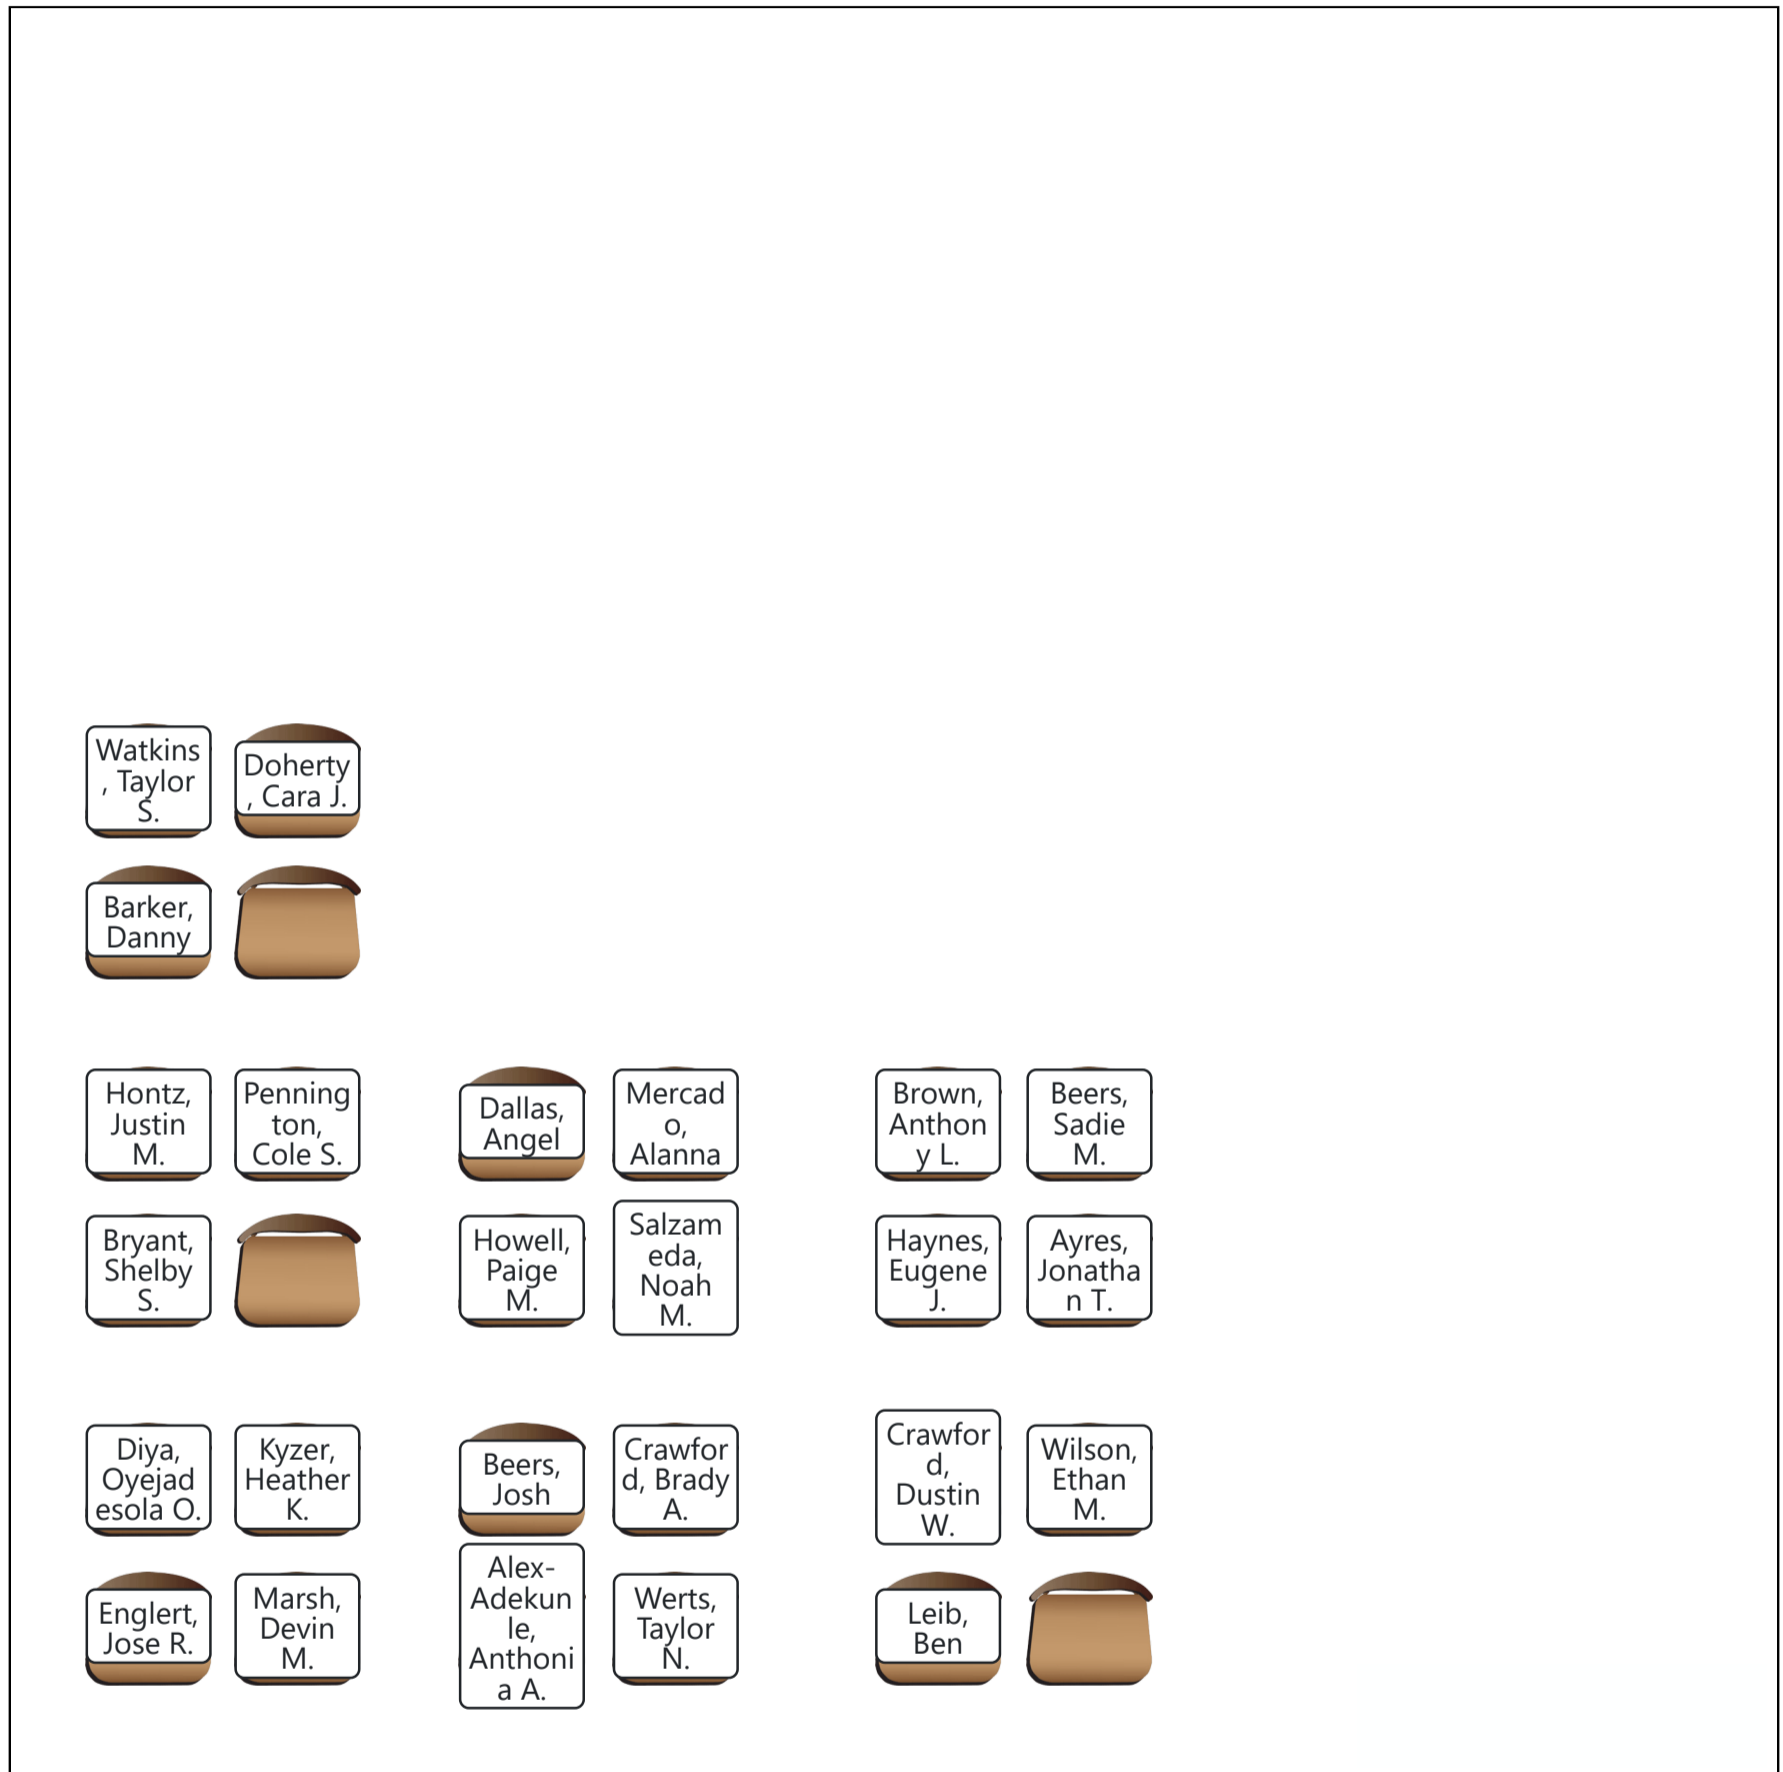 Watkins
, Taylor
S.
Doherty
, Cara J.
Barker,
Danny
Hontz,
Justin
M.
Penning
ton,
Cole S.
Dallas,
Angel
Mercad
o,
Alanna
Brown,
Anthon
y L.
Beers,
Sadie
M.
Bryant,
Shelby
S.
Howell,
Paige
M.
Salzam
eda,
Noah
M.
Haynes,
Eugene
J.
Ayres,
Jonatha
n T.
Diya,
Oyejad
esola O.
Kyzer,
Heather
K.
Beers,
Josh
Crawfor
d, Brady
A.
Crawfor
d,
Dustin
W.
Wilson,
Ethan
M.
Englert,
Jose R.
Marsh,
Devin
M.
Alex-
Adekun
le,
Anthoni
a A.
Werts,
Taylor
N.
Leib,
Ben